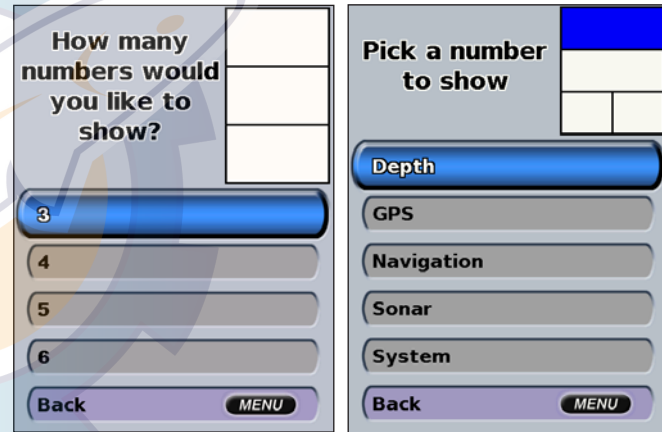 How many
numbers would
you like to
show?
3
4
5
6
Back MENU
Pick a number
to show
Depth
GPS
Navigation
Sonar
System
Back MENU